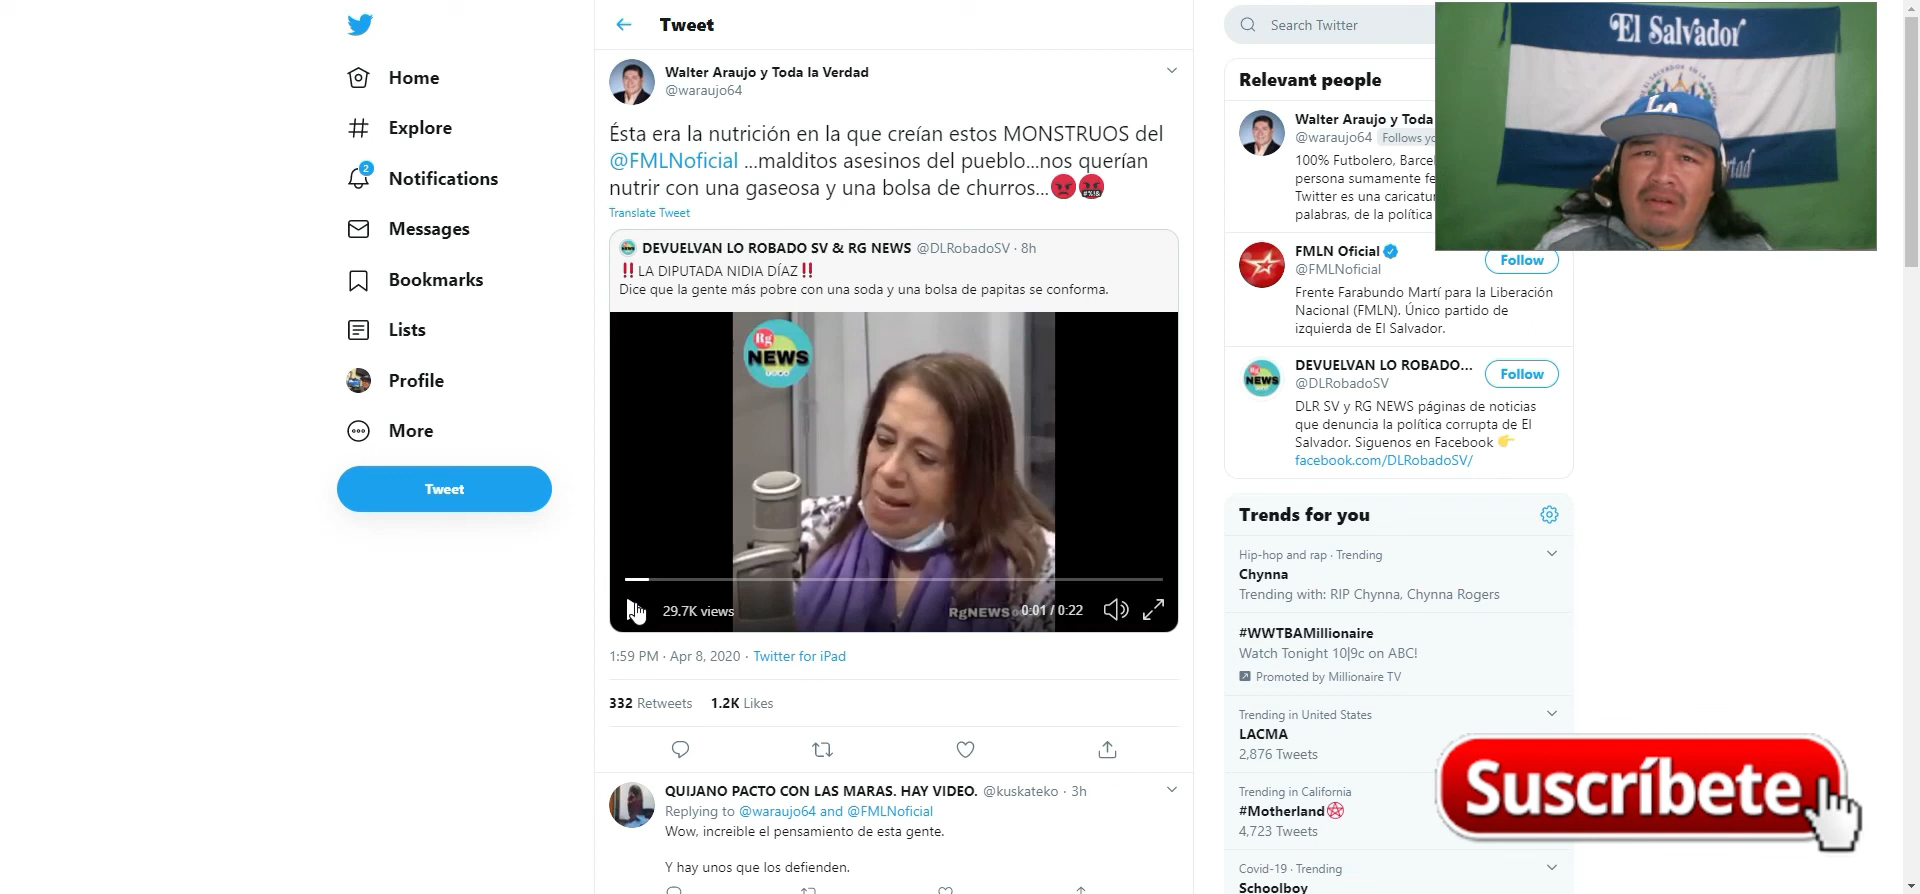 Home
Explore
2
Notifications
Messages
Bookmarks
Lists
Profile
More
Tweet
Tweet
Walter Araujo y Toda la Verdad
@waraujo64
Ésta era la nutrición en la que creían estos MONSTRUOS del
@FMLNoficial ...malditos asesinos del pueblo...nos querían
nutrir con una gaseosa y una bolsa de churros...
Translate Tweet
DEVUELVAN LO ROBADO SV & RG NEWS @DLRobadoSV · 8h
‼LA DIPUTADA NIDIA DÍAZ‼
Dice que la gente más pobre con una soda y una bolsa de papitas se conforma.
Rg
NEWS
29.7K views
RGNEWS
0:01 / 0:22
1:59 PM · Apr 8, 2020 · Twitter for iPad
332 Retweets 1.2K Likes
QUIJANO PACTO CON LAS MARAS. HAY VIDEO. @kuskateko · 3h
Replying to @waraujo64 and @FMLNoficial
Wow, increible el pensamiento de esta gente.
Y hay unos que los defienden.
Search Twitter
Relevant people
Walter Araujo y Toda
@waraujo64 Follows yo
100% Futbolero, Barcel
persona sumamente fe
Twitter es una caricatur
palabras, de la política
FMLN Oficial
@FMLNoficial
Follow
Frente Farabundo Martí para la Liberación
Nacional (FMLN). Único partido de
izquierda de El Salvador.
DEVUELVAN LO ROBADO...
@DLRobadoSV
Follow
NEWS
DLR SV y RG NEWS páginas de noticias
que denuncia la política corrupta de El
Salvador. Siguenos en Facebook
facebook.com/DLRobadoSV/
Trends for you
Hip-hop and rap · Trending
Chynna
Trending with: RIP Chynna, Chynna Rogers
#WWTBAMillionaire
Watch Tonight 10|9c on ABC!
Promoted by Millionaire TV
Trending in United States
LACMA
2,876 Tweets
Trending in California
#Motherland
4,723 Tweets
Covid-19 · Trending
Schoolboy
El Salvador
LA
Suscríbete